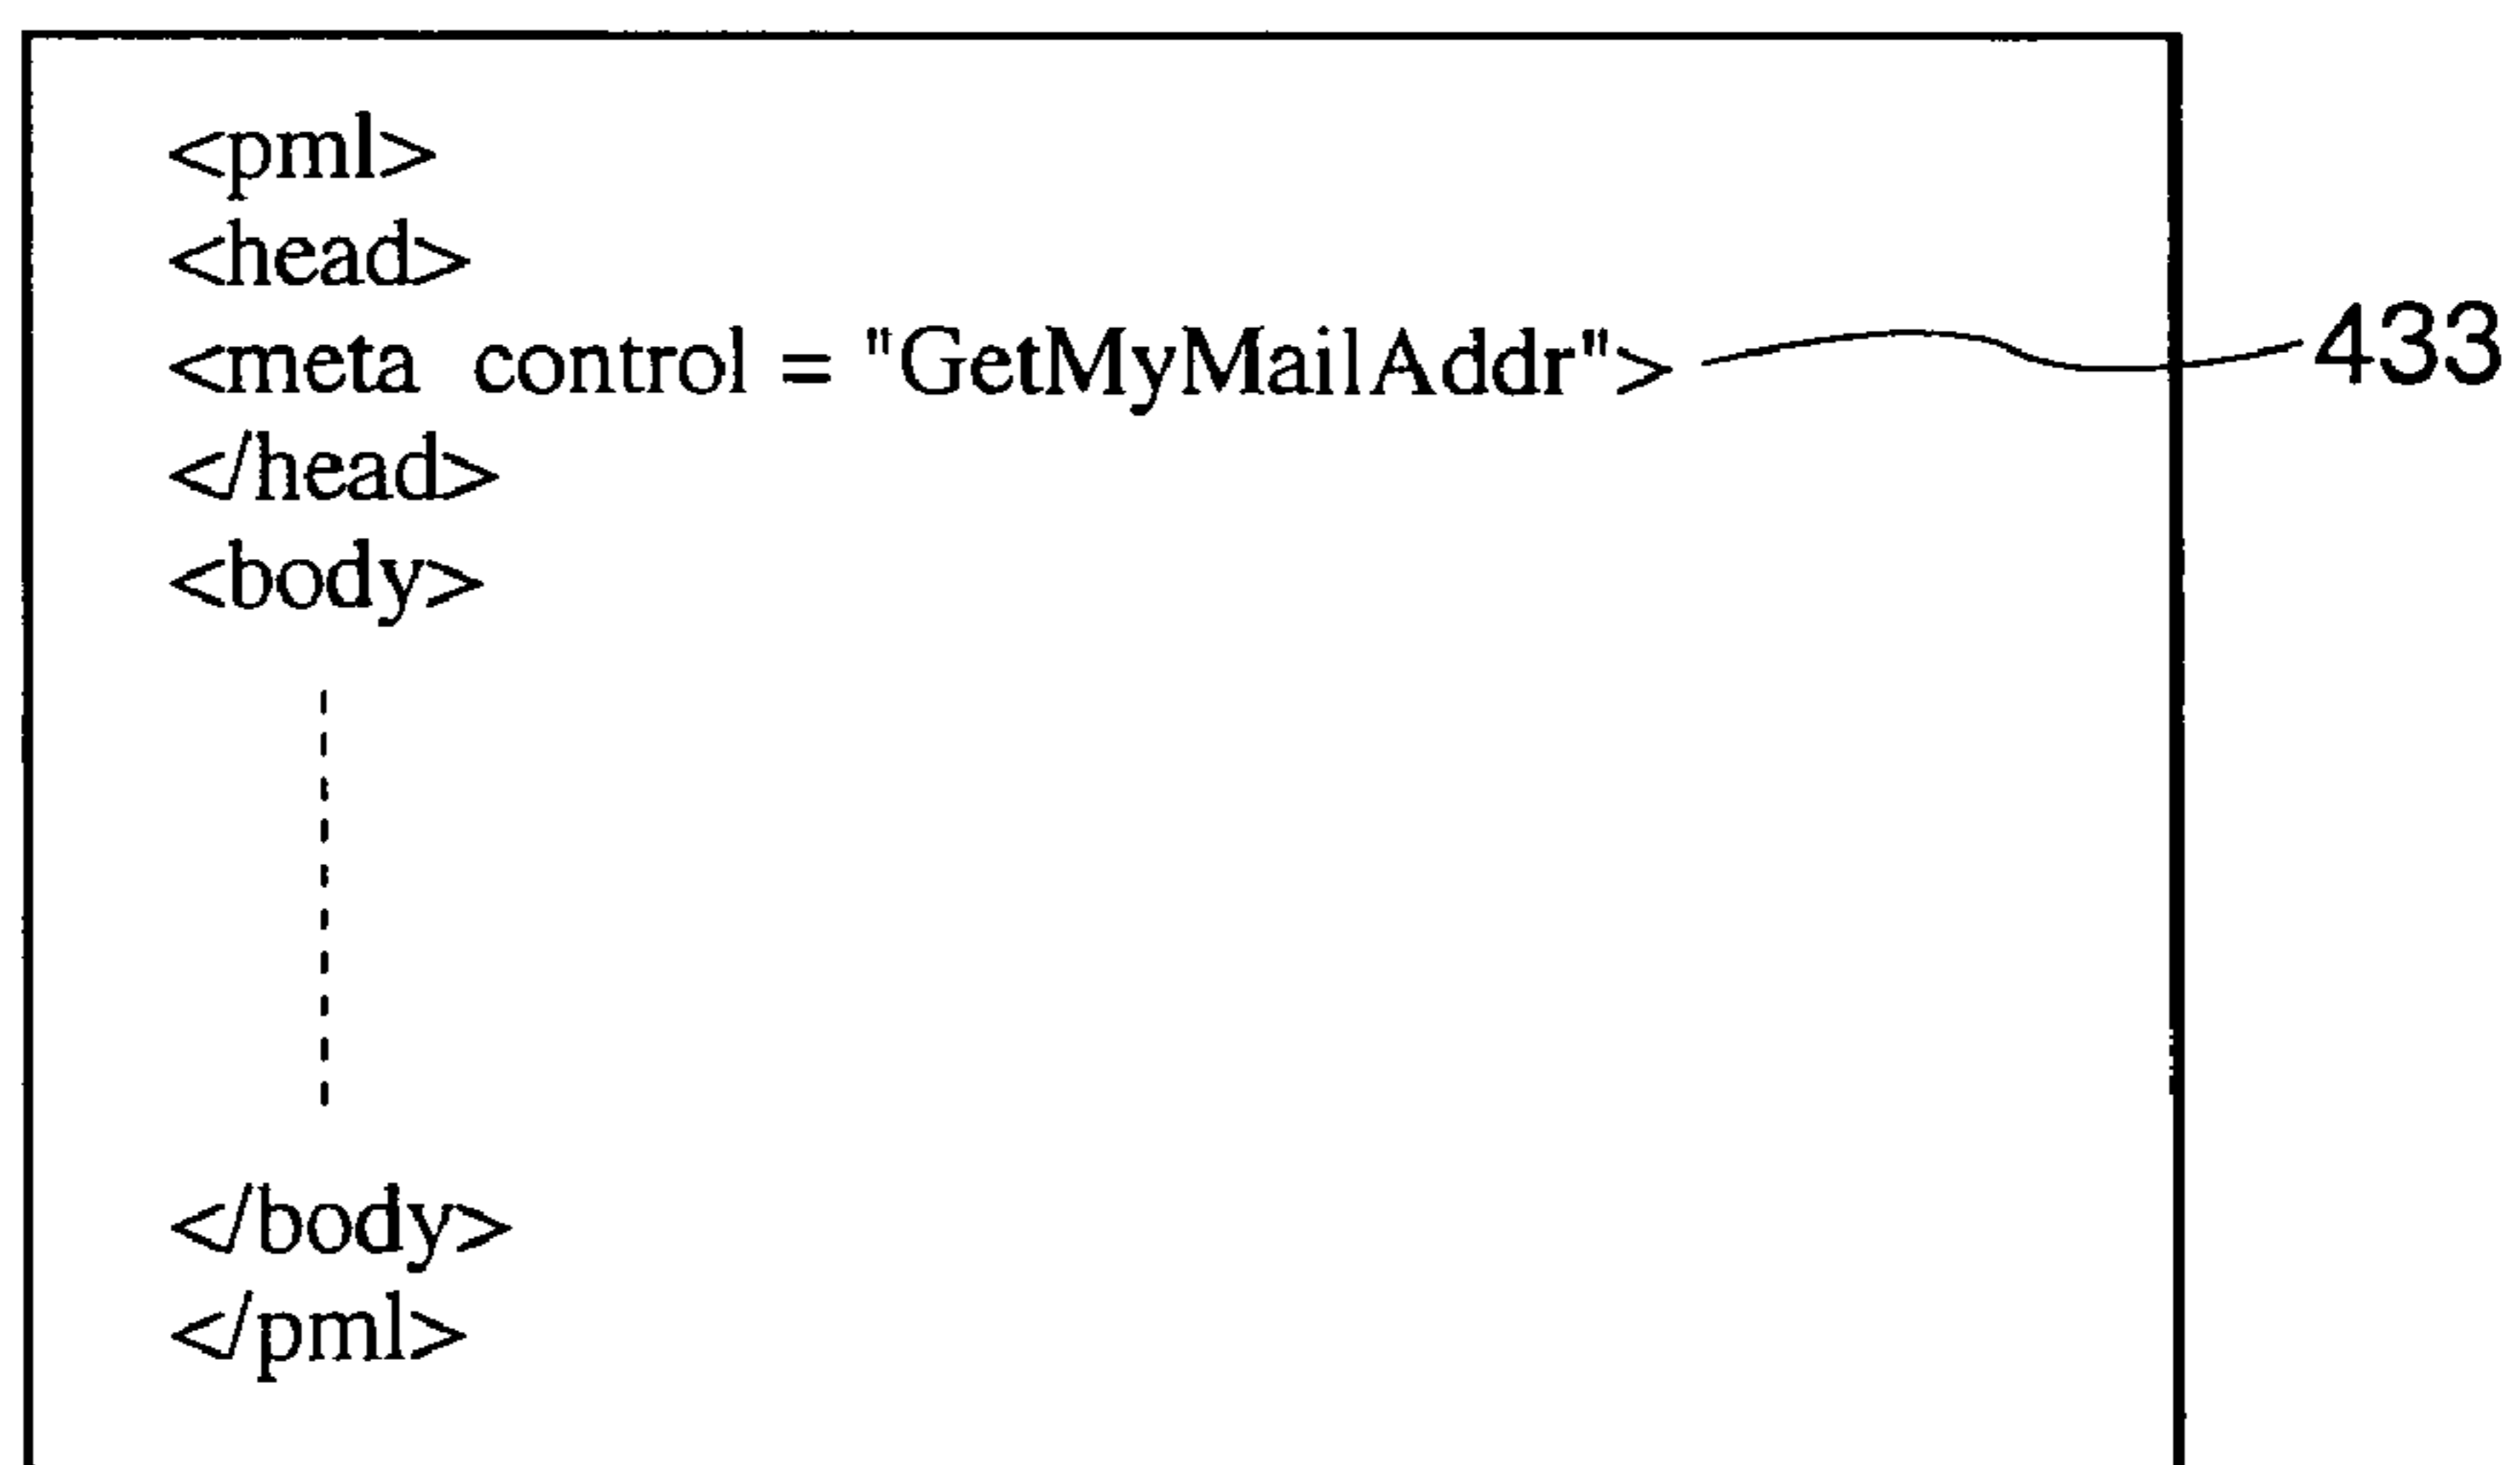 <pml>
<head>
<meta control = "GetMyMailAddr"> 433
</head>
<body>
</body>
</pml>